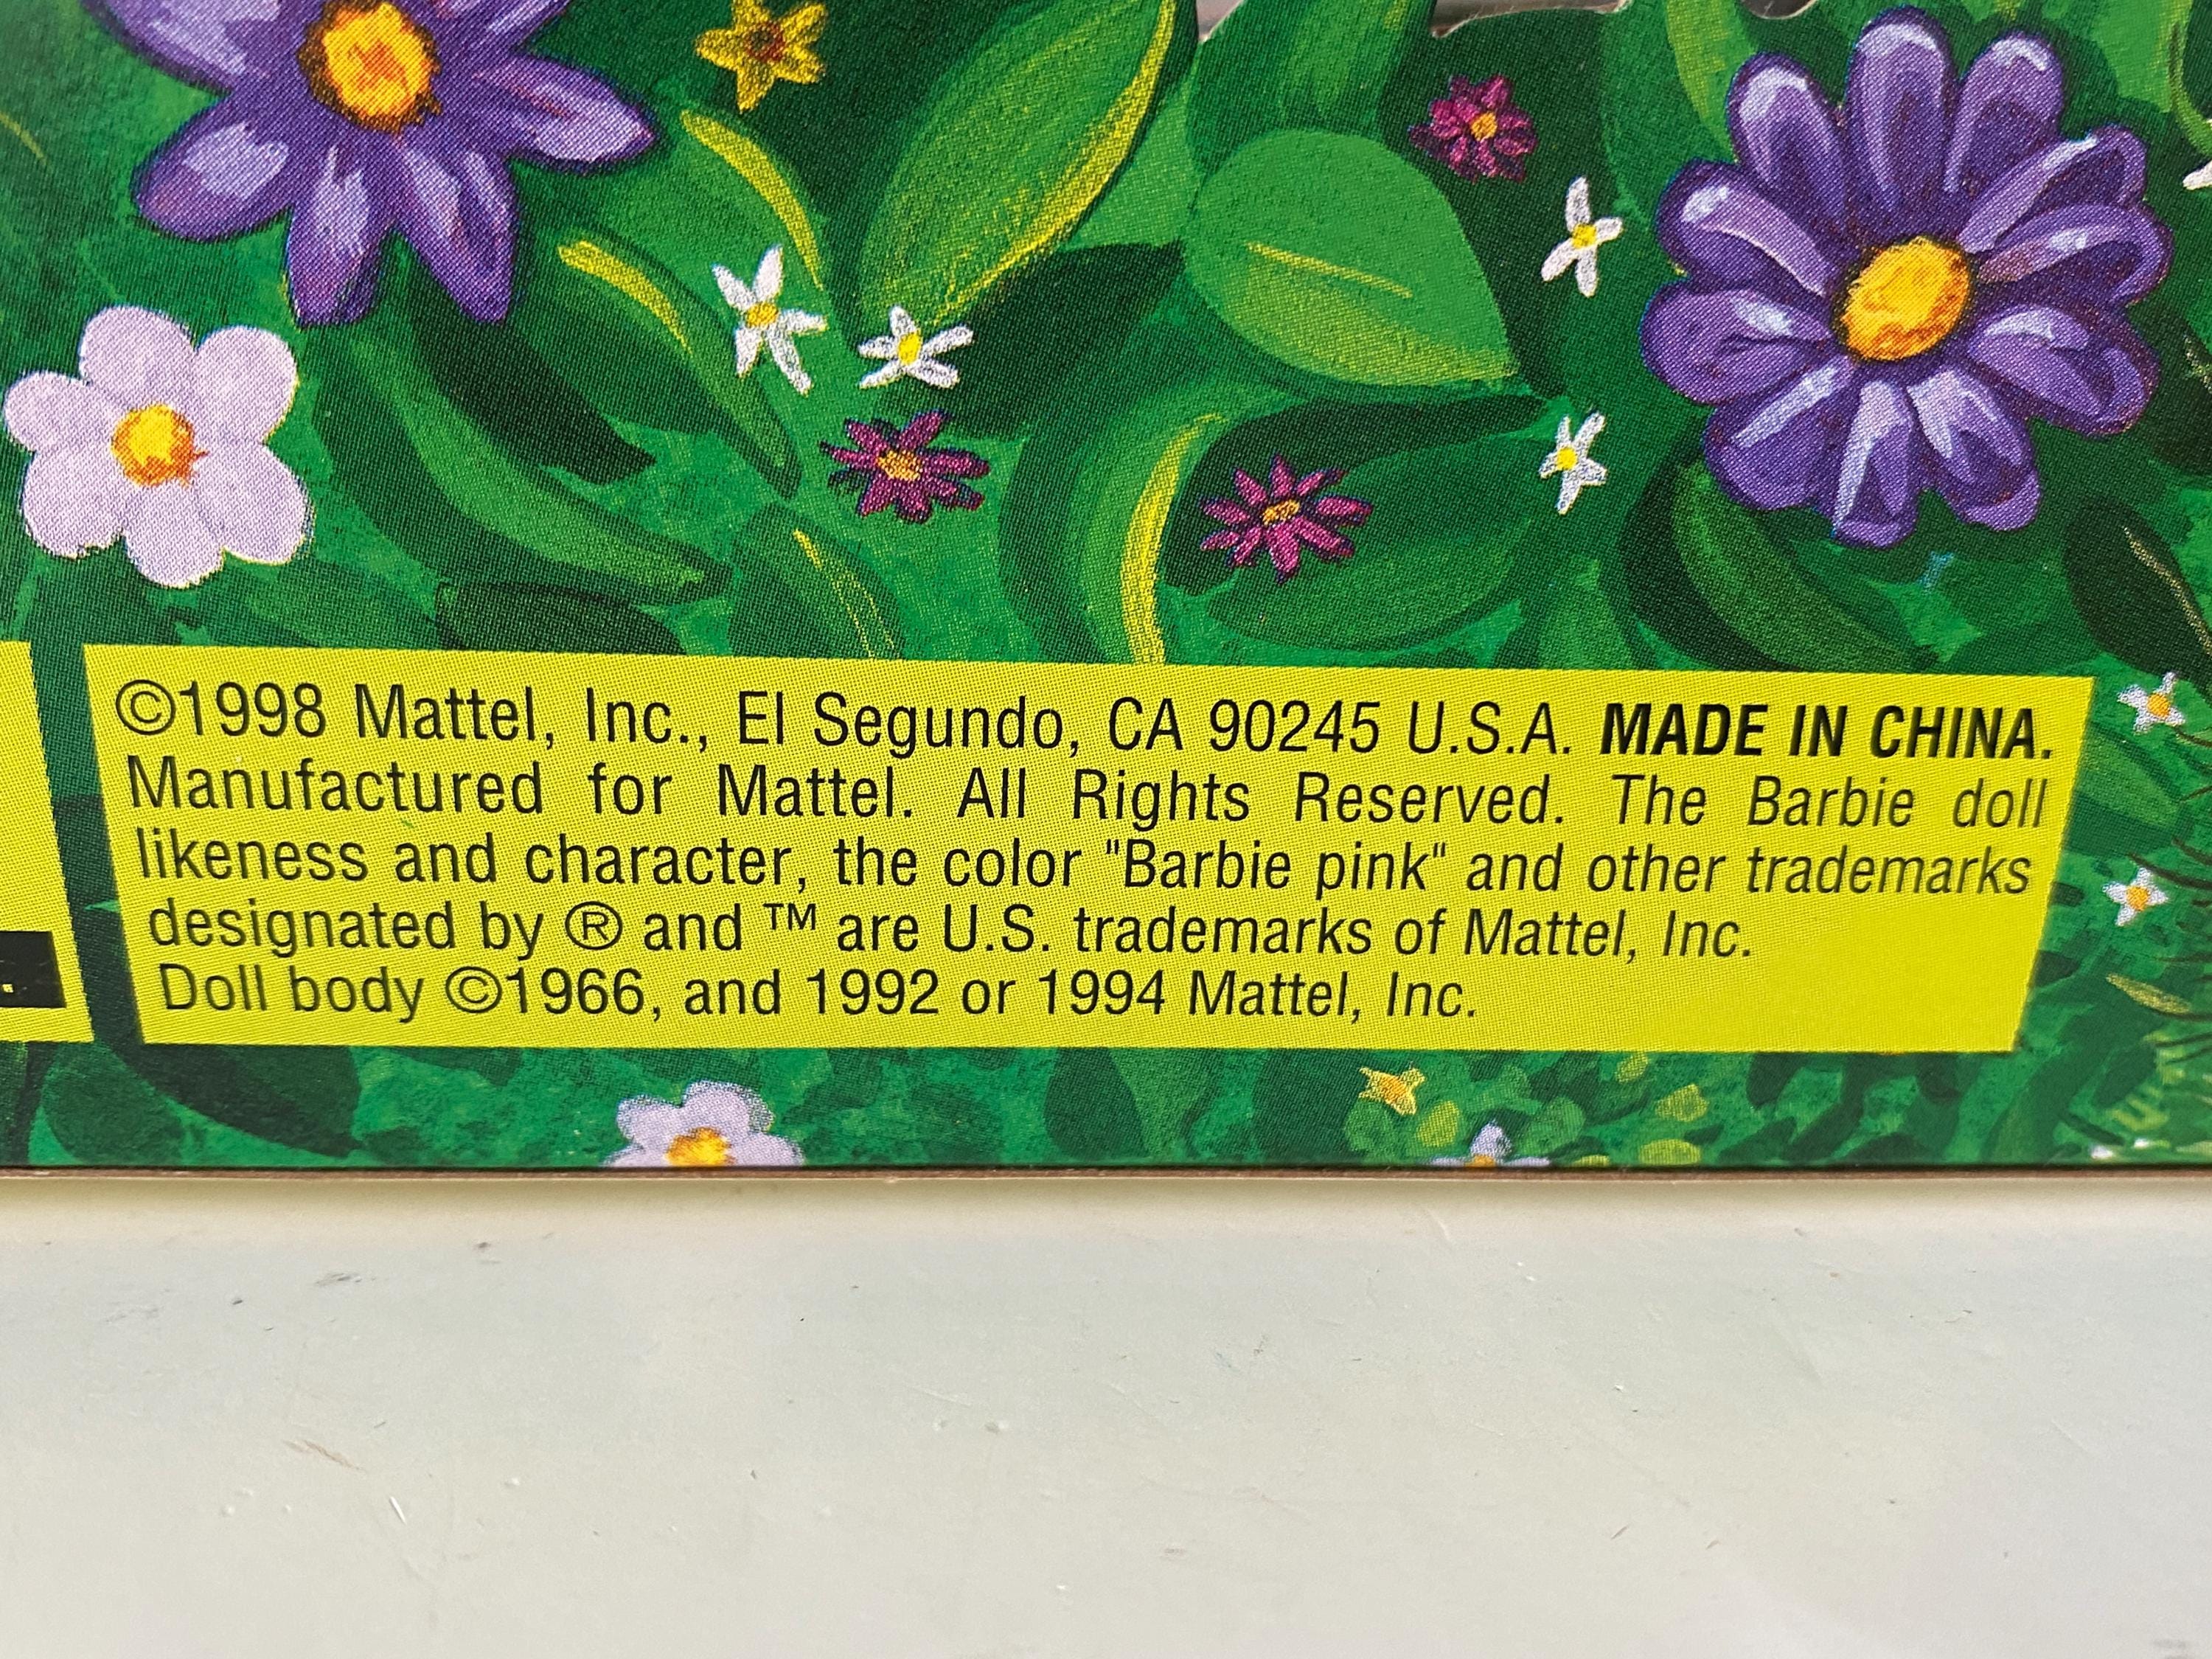 ©1998 Mattel, Inc., El Segundo, CA 90245 U.S.A. MADE IN CHINA.
Manufactured for Mattel. All Rights Reserved. The Barbie doll
likeness and character, the color "Barbie pink" and other trademarks
designated by ® and ™ are U.S. trademarks of Mattel, Inc.
Doll body ©1966, and 1992 or 1994 Mattel, Inc.